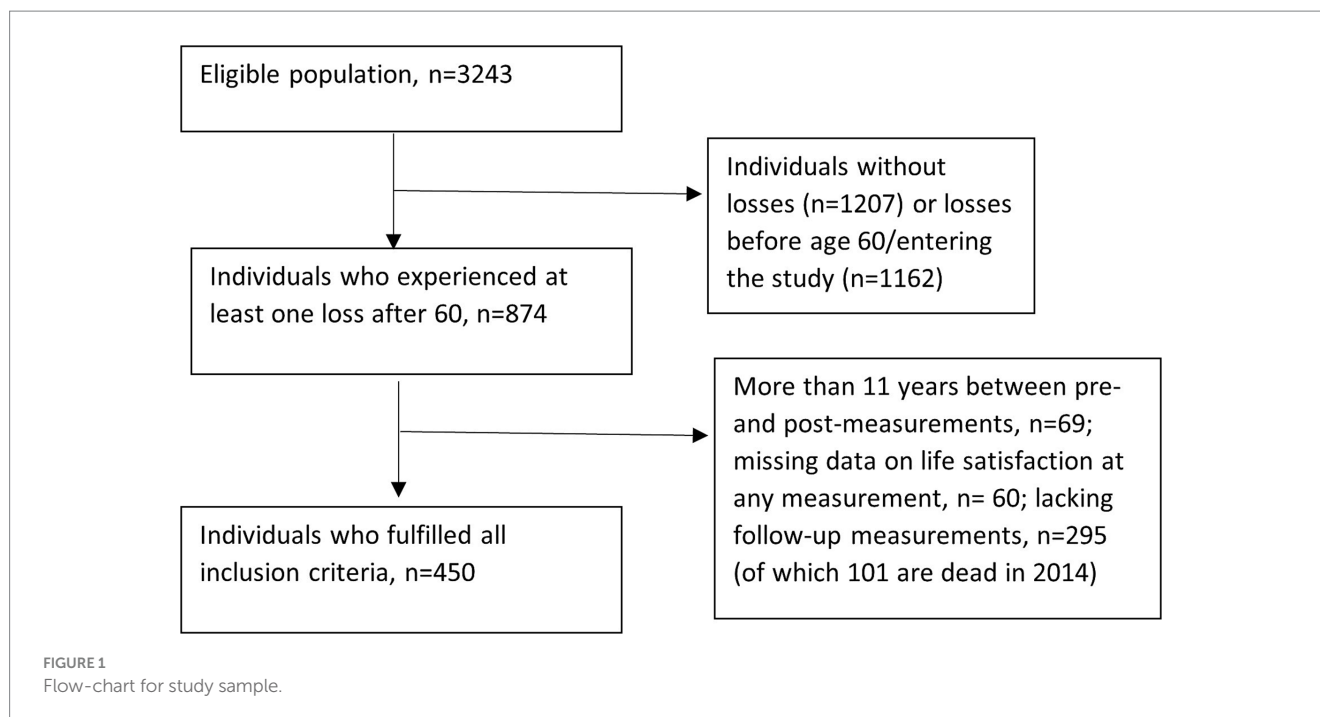 Eligible population, n=3243
Individuals without
losses (n=1207) or losses
before age 60/entering
the study (n=1162)
Individuals who experienced at
least one loss after 60, n=874
More than 11 years between pre-
and post-measurements, n=69;
missing data on life satisfaction at
any measurement, n= 60; lacking
follow-up measurements, n=295
(of which 101 are dead in 2014)
Individuals who fulfilled all
inclusion criteria, n=450
FIGURE 1
Flow-chart for study sample.